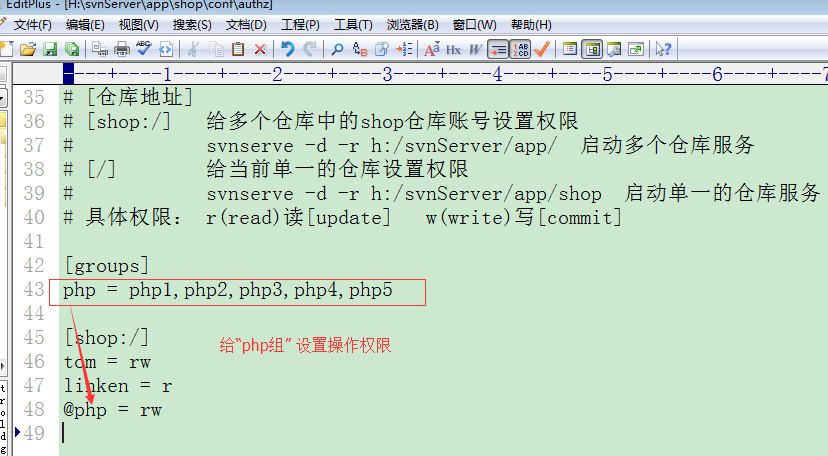 EditPlus - [H:\svnServer\app\shop\conf\authz]
文件(F) 编辑(E) 视图(V) 搜索(S) 文档(D) 工程(P) 工具(T) 浏览器(B) 窗口(W) 帮助(H)
----+----1----+----2----+----3----+----4----+----5----+----6----+----7
35 # [仓库地址]
36 # [shop:/] 给多个仓库中的shop仓库账号设置权限
37 # svnserve -d -r h:/svnServer/app/ 启动多个仓库服务
38 # [/] 给当前单一的仓库设置权限
39 # svnserve -d -r h:/svnServer/app/shop 启动单一的仓库服务
40 # 具体权限： r(read)读[update] w(write)写[commit]
41
42 [groups]
43 php = php1,php2,php3,php4,php5
44
45 [shop:/]
给“php组” 设置操作权限
46 tom = rw
47 linken = r
48 @php = rw
49